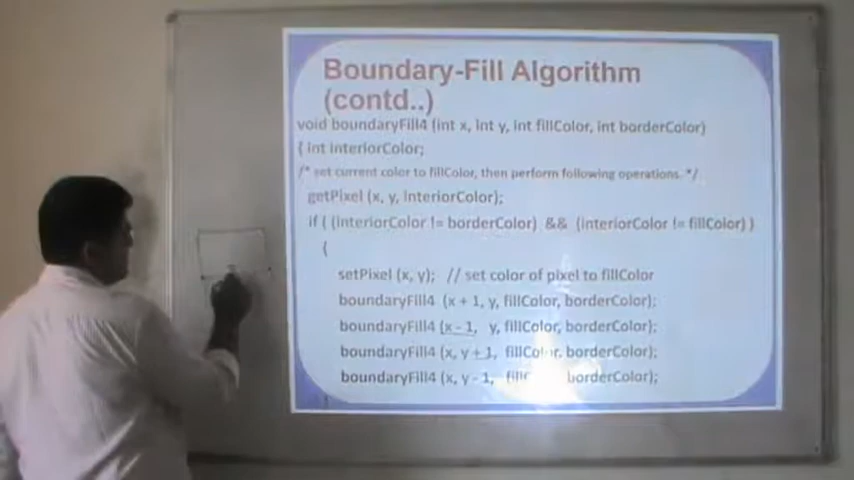 Boundary-Fill Algorithm
(contd..)
void boundaryFill4 (int x, int y, int fillColor, int borderColor)
{ int interiorColor;
/* set current color to fillColor, then perform following operations. */
getPixel (x, y, interiorColor);
if ( (interiorColor != borderColor) && (interiorColor != fillColor) )
{
setPixel (x, y); // set color of pixel to fillColor
boundaryFill4 (x + 1, y, fillColor, borderColor);
boundaryFill4 (x - 1, y, fillColor, borderColor);
boundaryFill4 (x, y + 1, fillColor, borderColor);
boundaryFill4 (x, y - 1, borderColor);